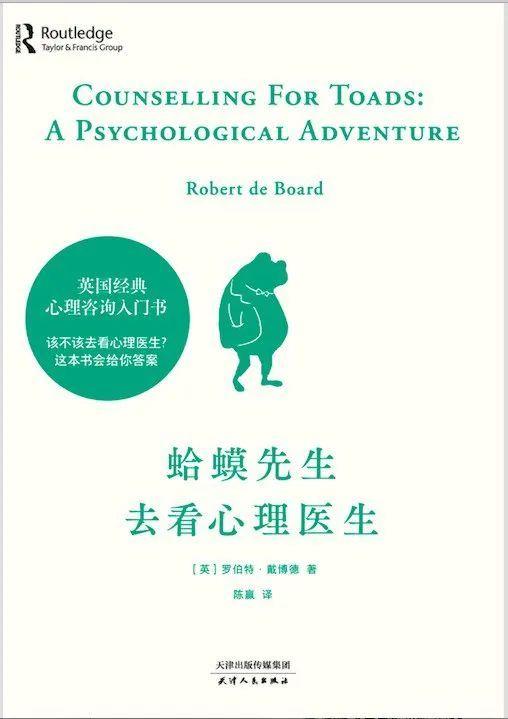 ROUTLEDGE
Routledge
Taylor & Francis Group
COUNSELLING FOR TOADS:
A PSYCHOLOGICAL ADVENTURE
Robert de Board
英国经典
心理咨询入门书
该不该去看心理医生?
这本书会给你答案
蛤蟆先生
去看心理医生
[英] 罗伯特·戴博德 著
陈赢 译
天津出版传媒集团
天津人民出版社